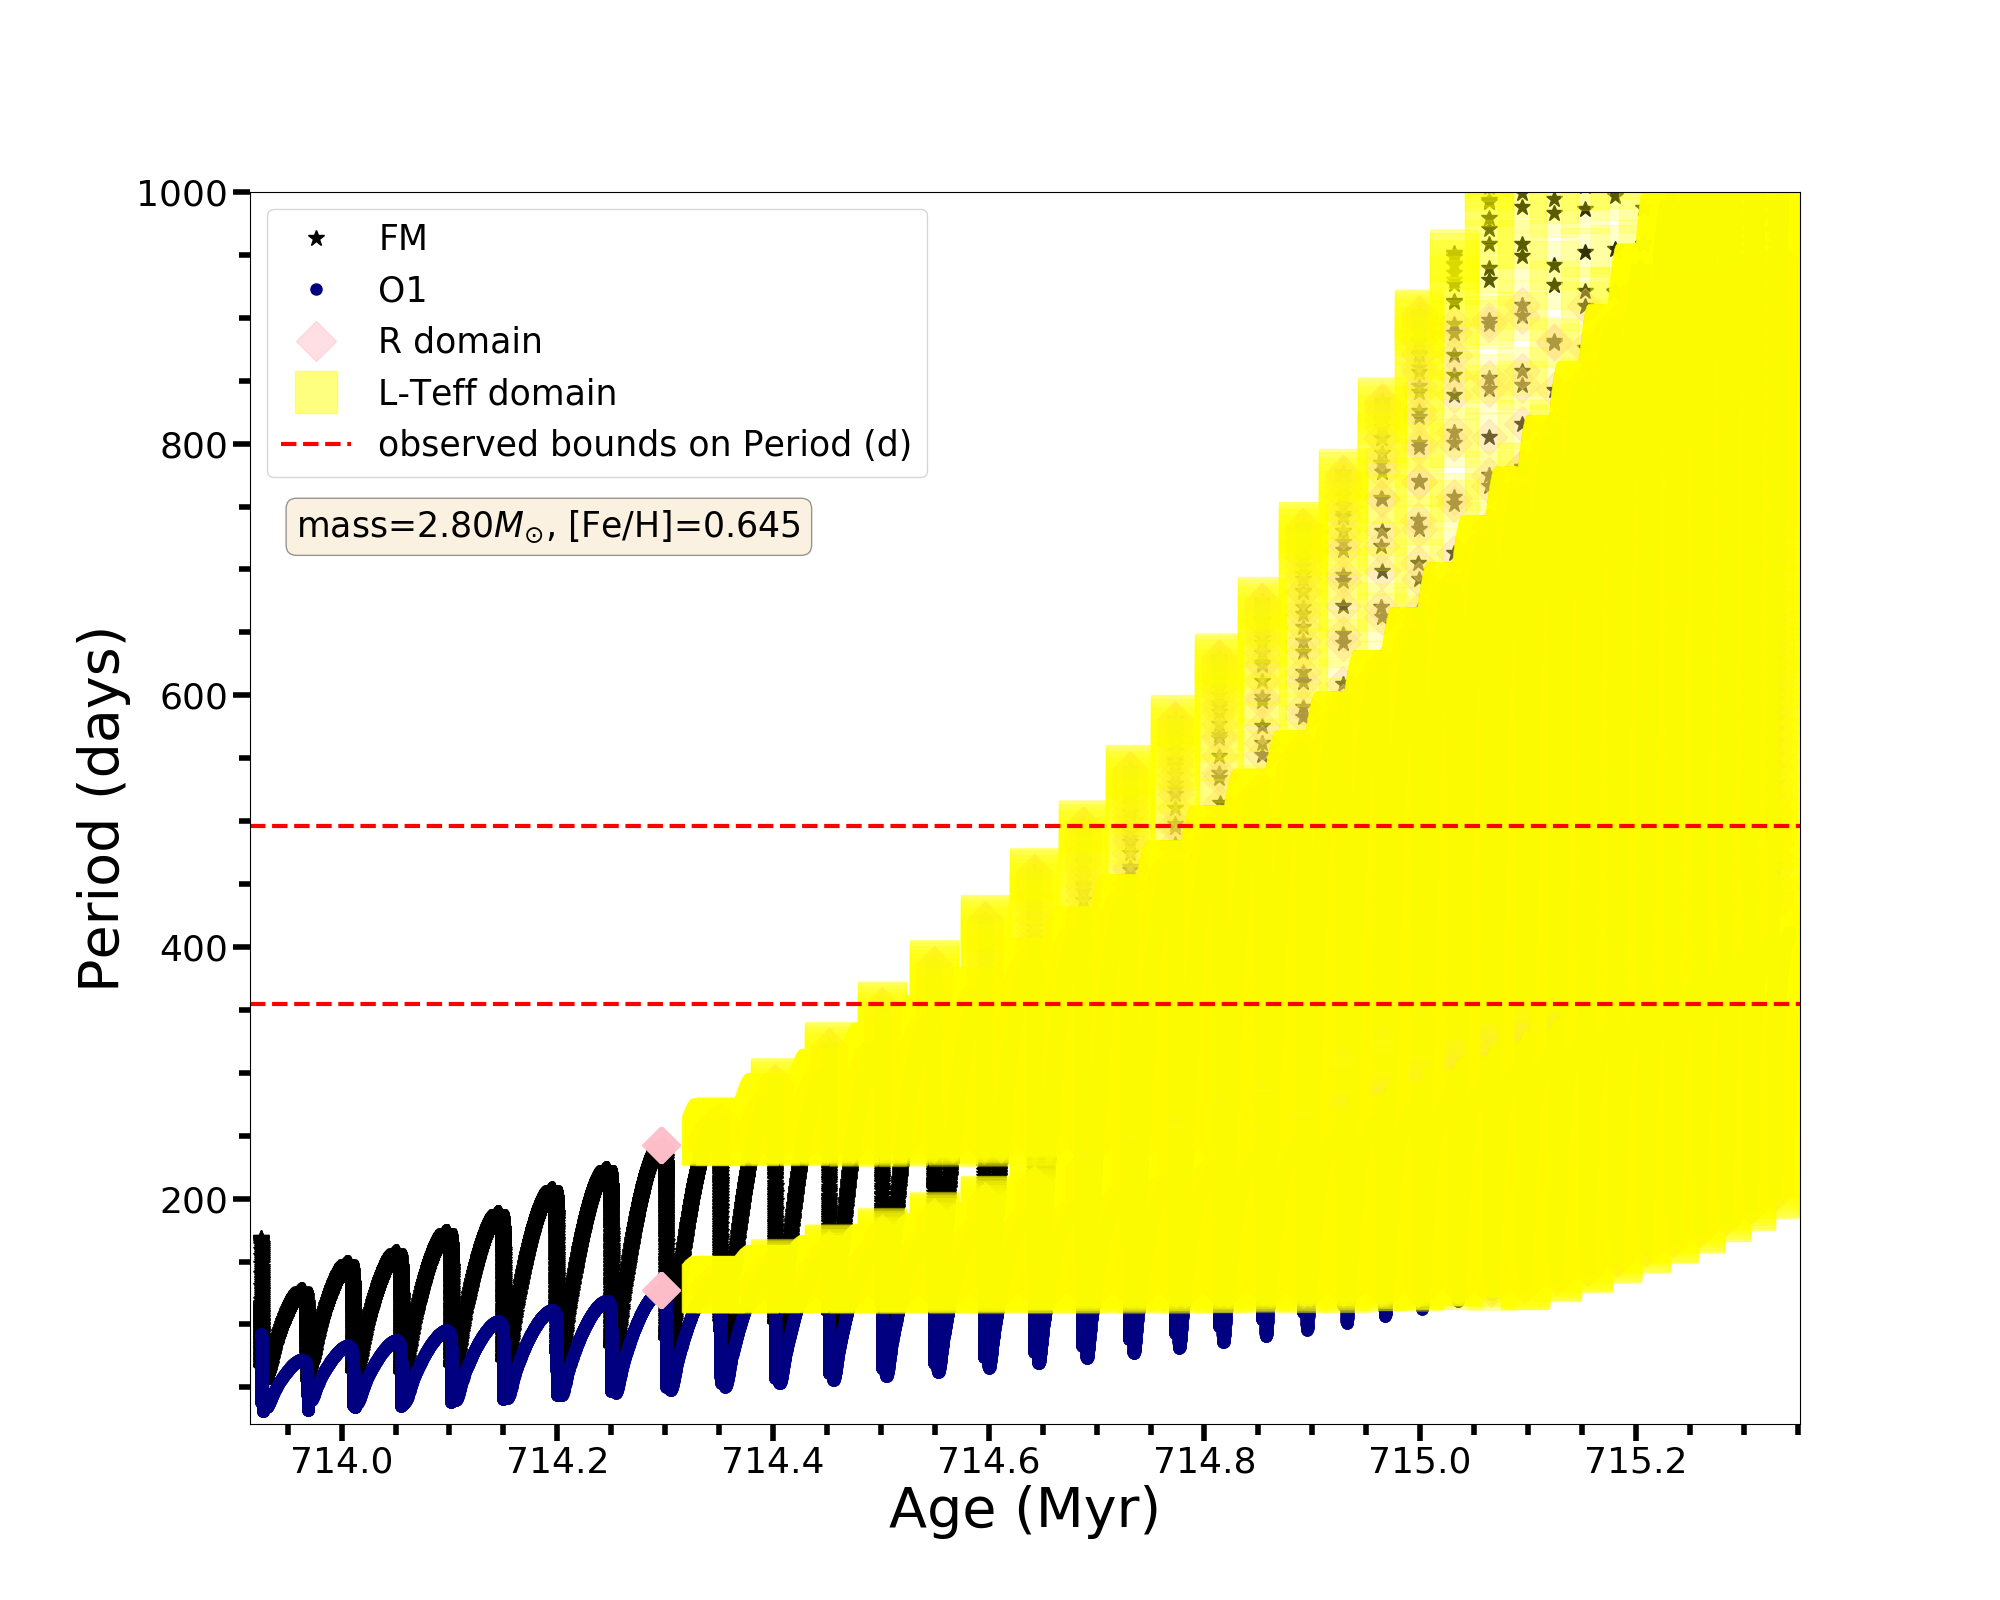 1000
800
600
400
200
Period (days)
FM
O1
R domain
L-Teff domain
observed bounds on Period (d)
mass=2.80M☉, [Fe/H]=0.645
714.0 714.2 714.4 714.6 714.8 715.0 715.2
Age (Myr)